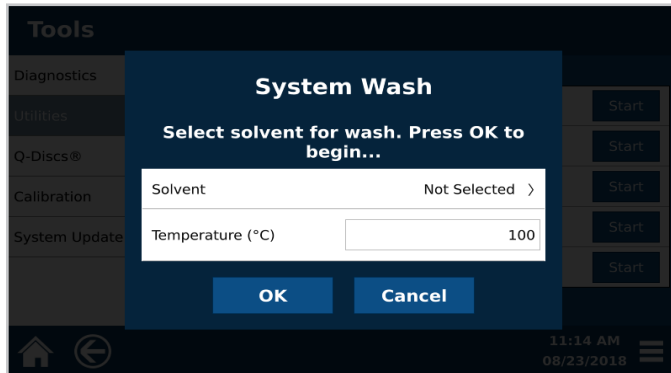 Tools
Diagnostics
Utilities
Q-Discs®
Calibration
System Update
System Wash
Select solvent for wash. Press OK to
begin...
Solvent Not Selected
Temperature (°C) 100
OK Cancel
Start
Start
Start
Start
Start
11:14 AM
08/23/2018